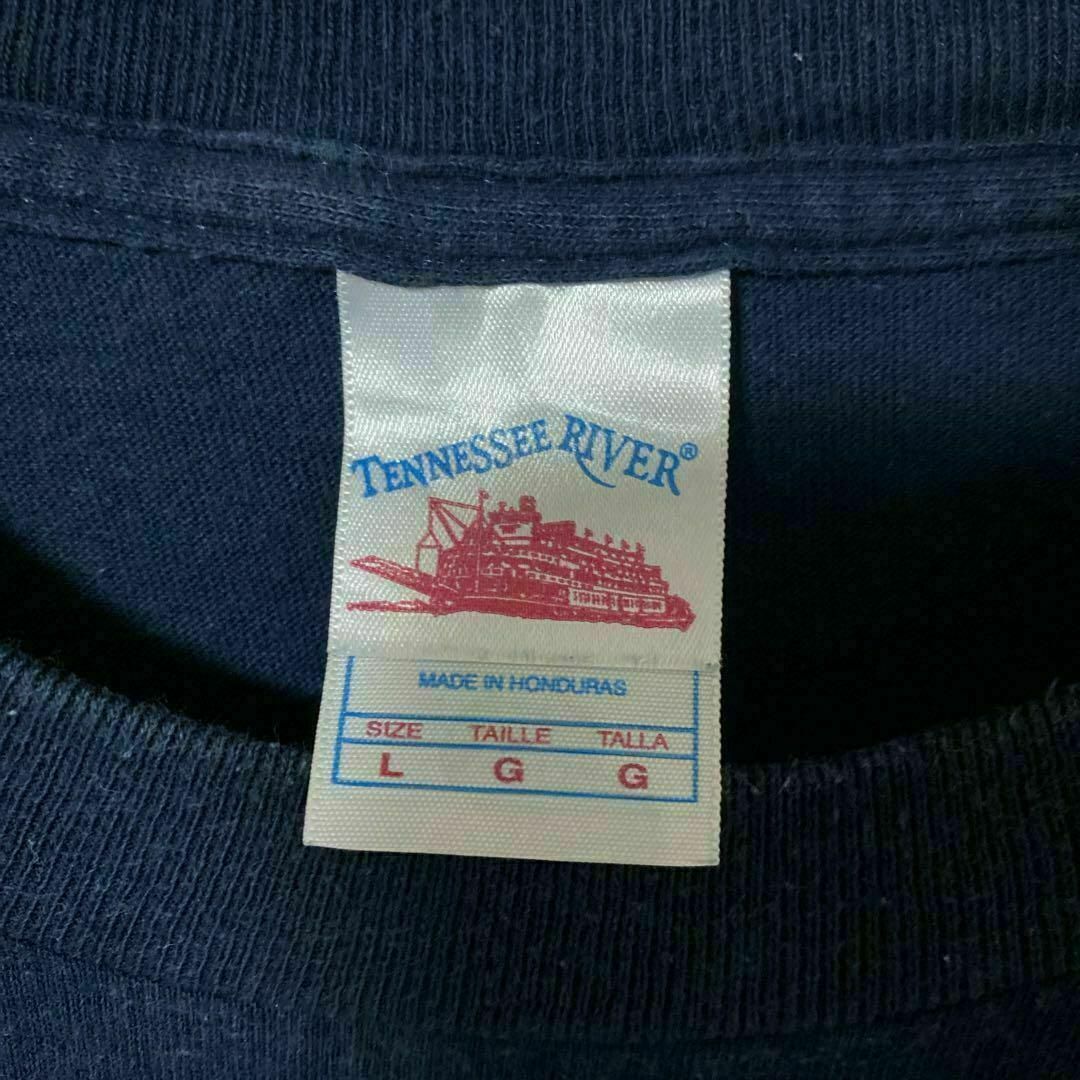 TENNESSEE RIVER®
MADE IN HONDURAS
SIZE TAILLE TALLA
L G G